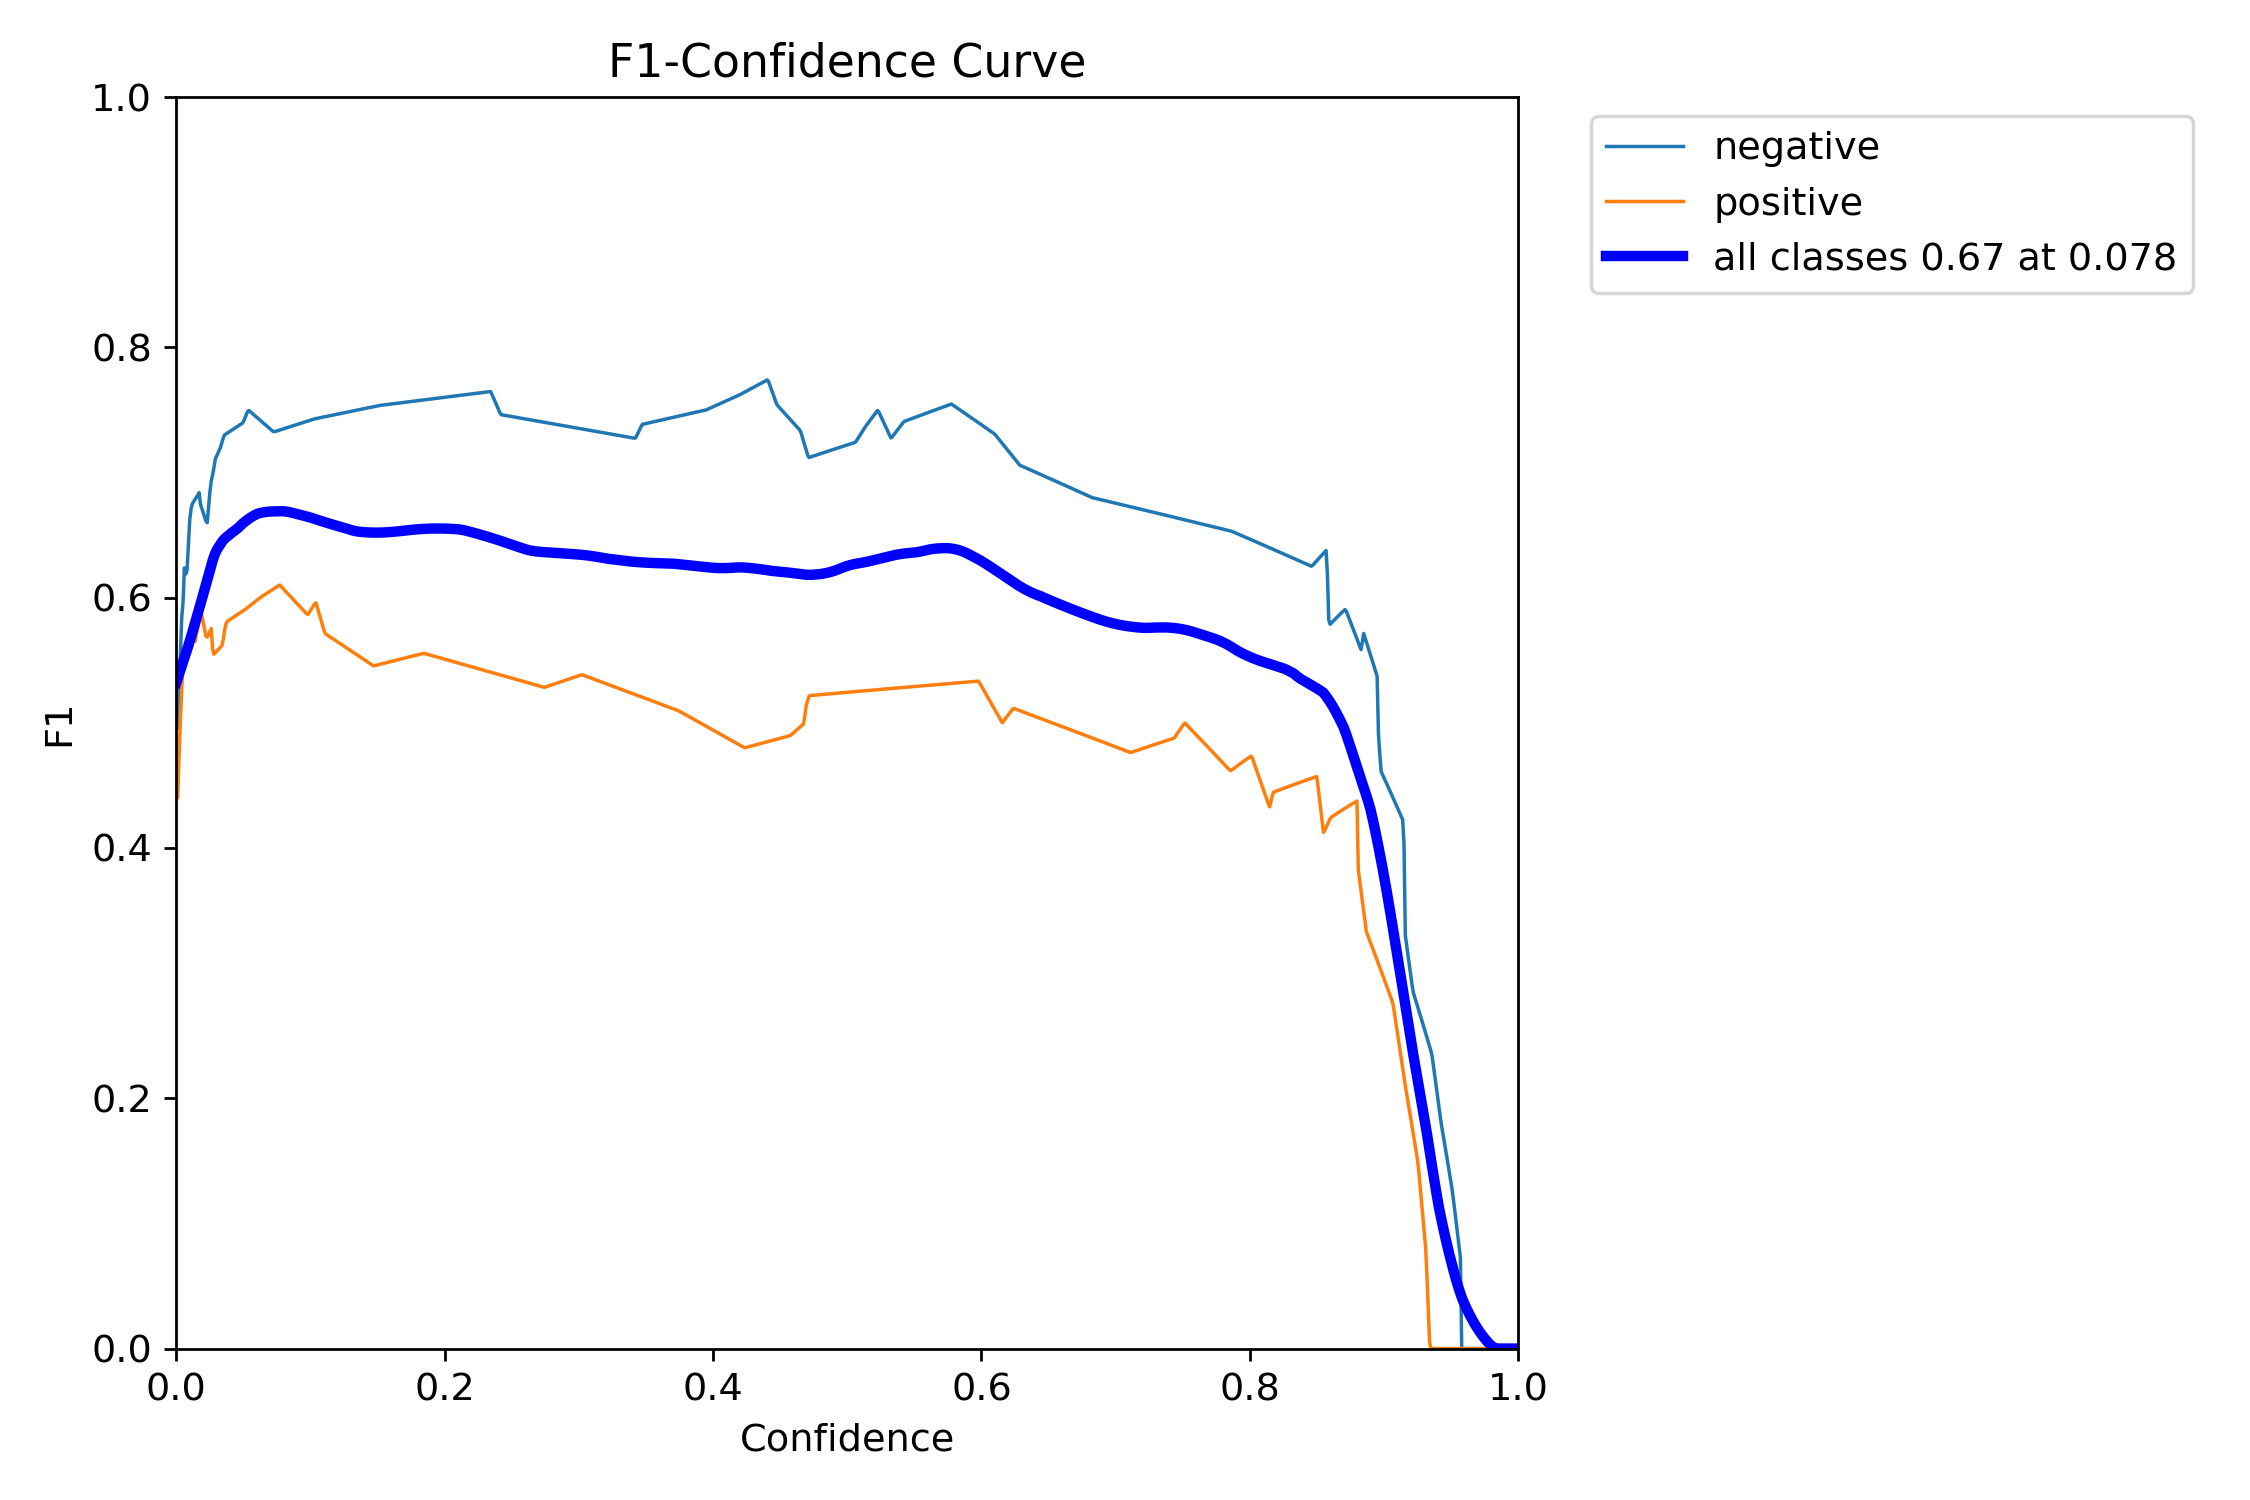 F1-Confidence Curve
1.0
0.8
0.6
0.4
0.2
0.0
F1
0.0 0.2 0.4 0.6 0.8 1.0
Confidence
negative
positive
all classes 0.67 at 0.078